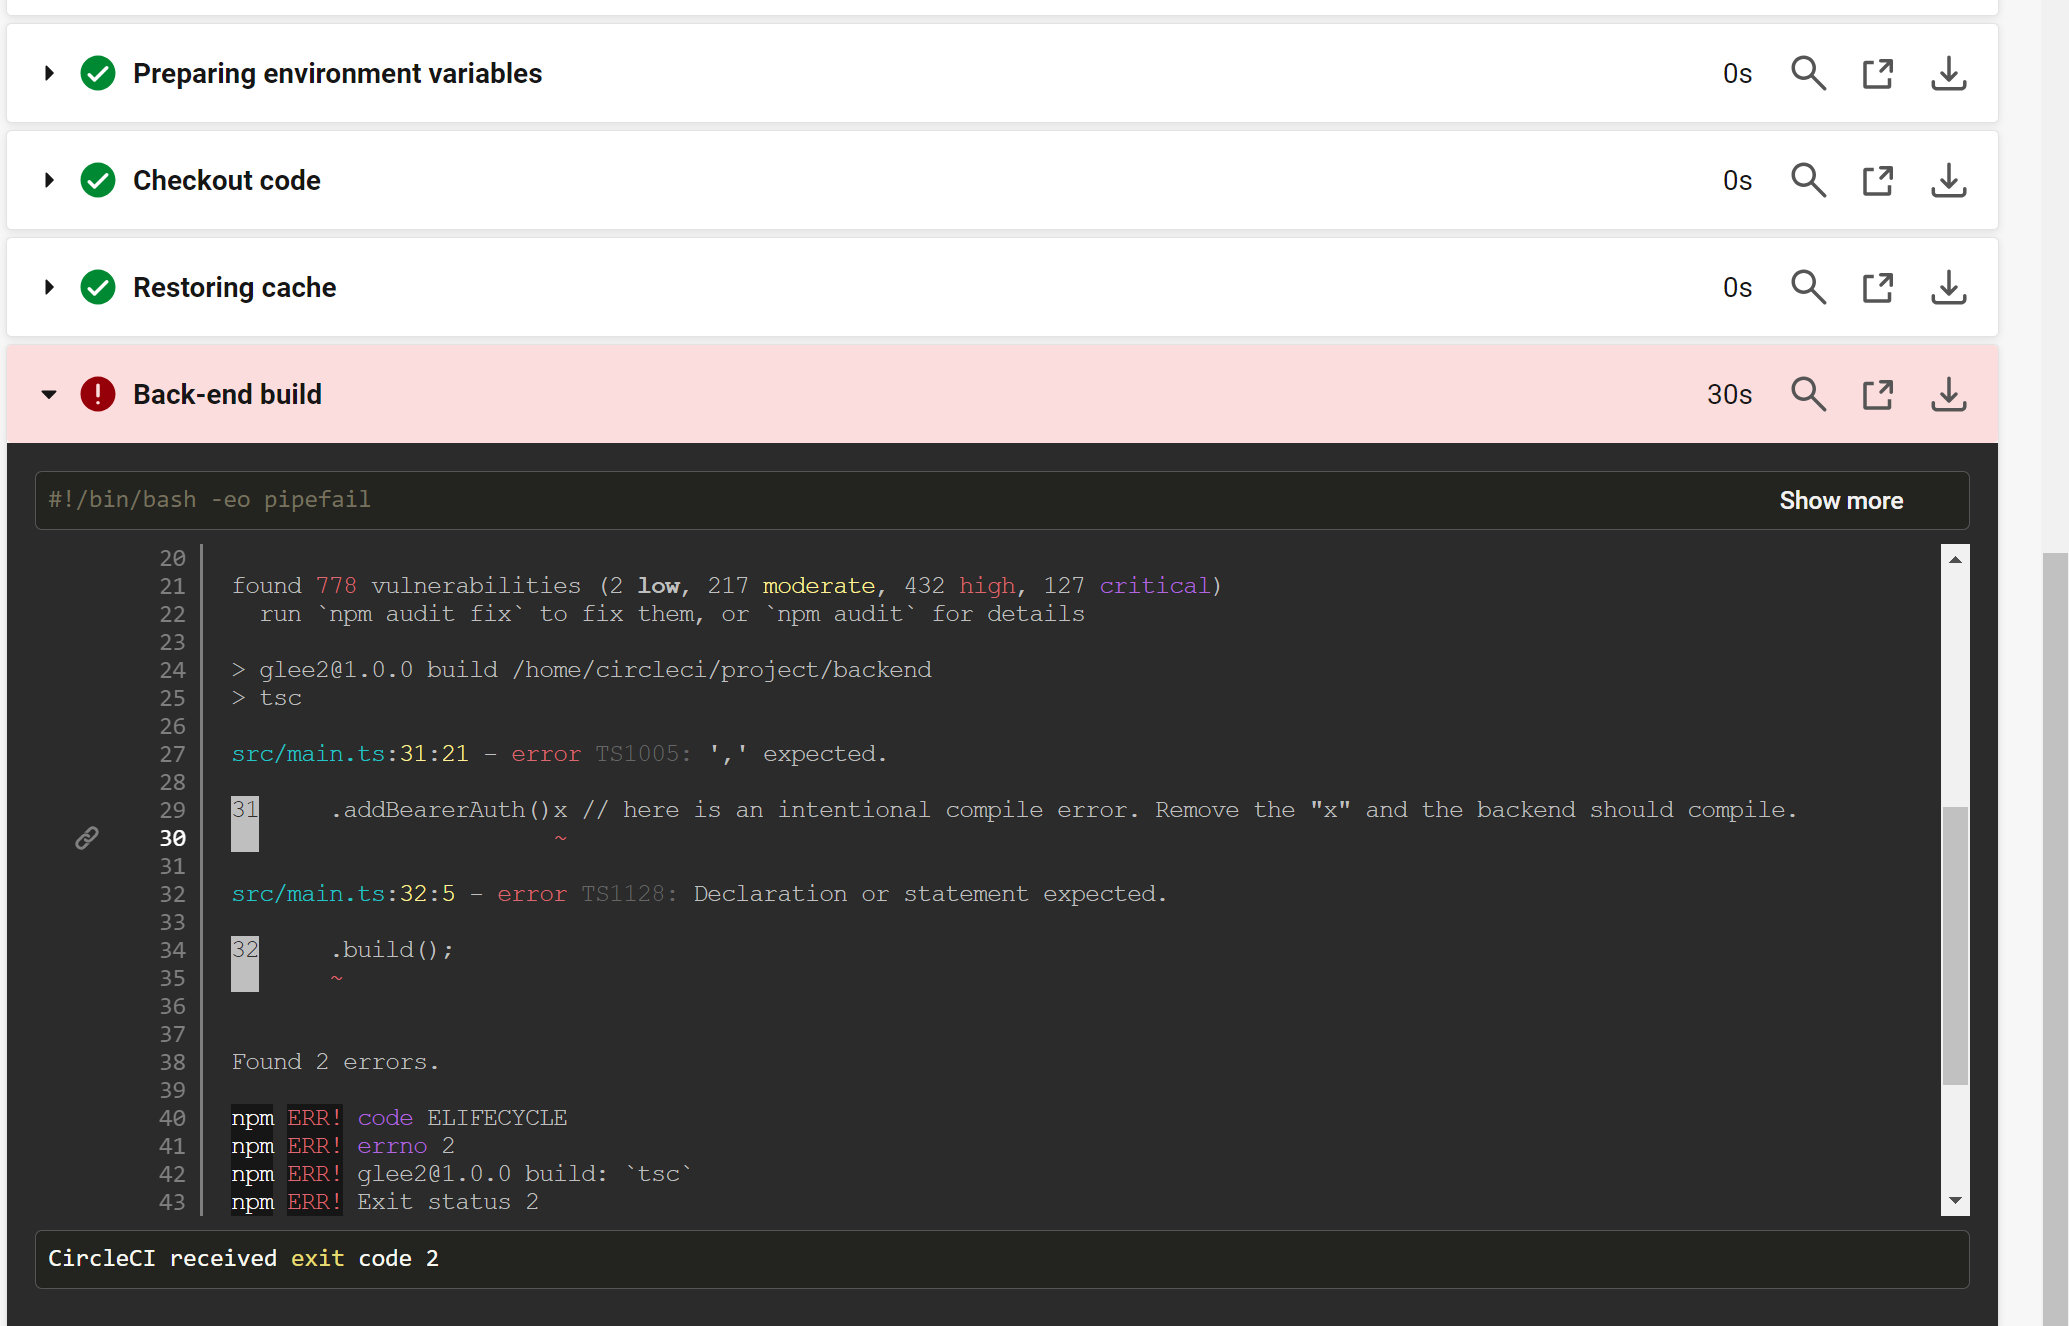 Preparing environment variables 0s
Checkout code 0s
Restoring cache 0s
Back-end build 30s
#!/bin/bash -eo pipefail Show more
20
21 found 778 vulnerabilities (2 low, 217 moderate, 432 high, 127 critical)
22   run `npm audit fix` to fix them, or `npm audit` for details
23
24 > glee2@1.0.0 build /home/circleci/project/backend
25 > tsc
26
27 src/main.ts:31:21 - error TS1005: ',' expected.
28
29 31     .addBearerAuth()x // here is an intentional compile error. Remove the "x" and the backend should compile.
30                        ~
31
32 src/main.ts:32:5 - error TS1128: Declaration or statement expected.
33
34 32     .build();
35        ~
36
37
38 Found 2 errors.
39
40 npm ERR! code ELIFECYCLE
41 npm ERR! errno 2
42 npm ERR! glee2@1.0.0 build: `tsc`
43 npm ERR! Exit status 2
CircleCI received exit code 2